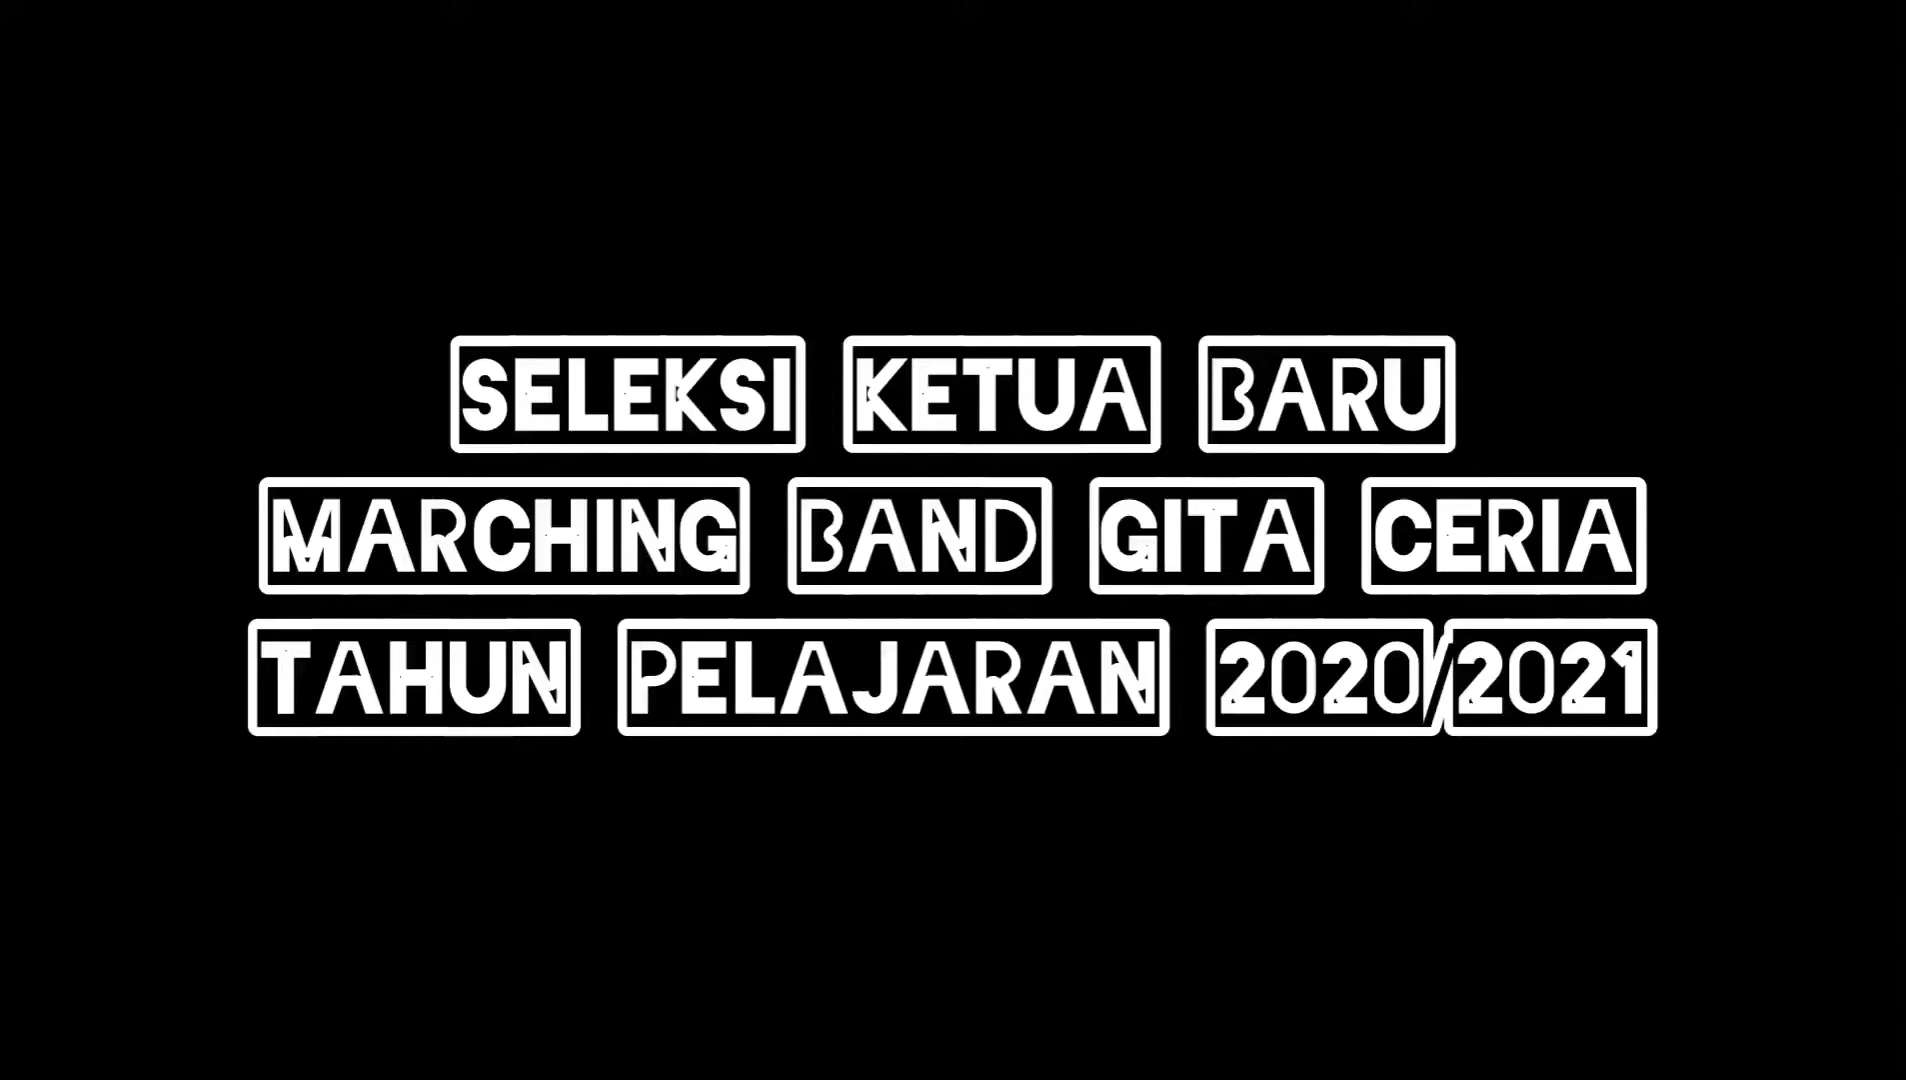 SELEKSI KETUA BARU
MARCHING BAND GITA CERIA
TAHUN PELAJARAN 2020/2021